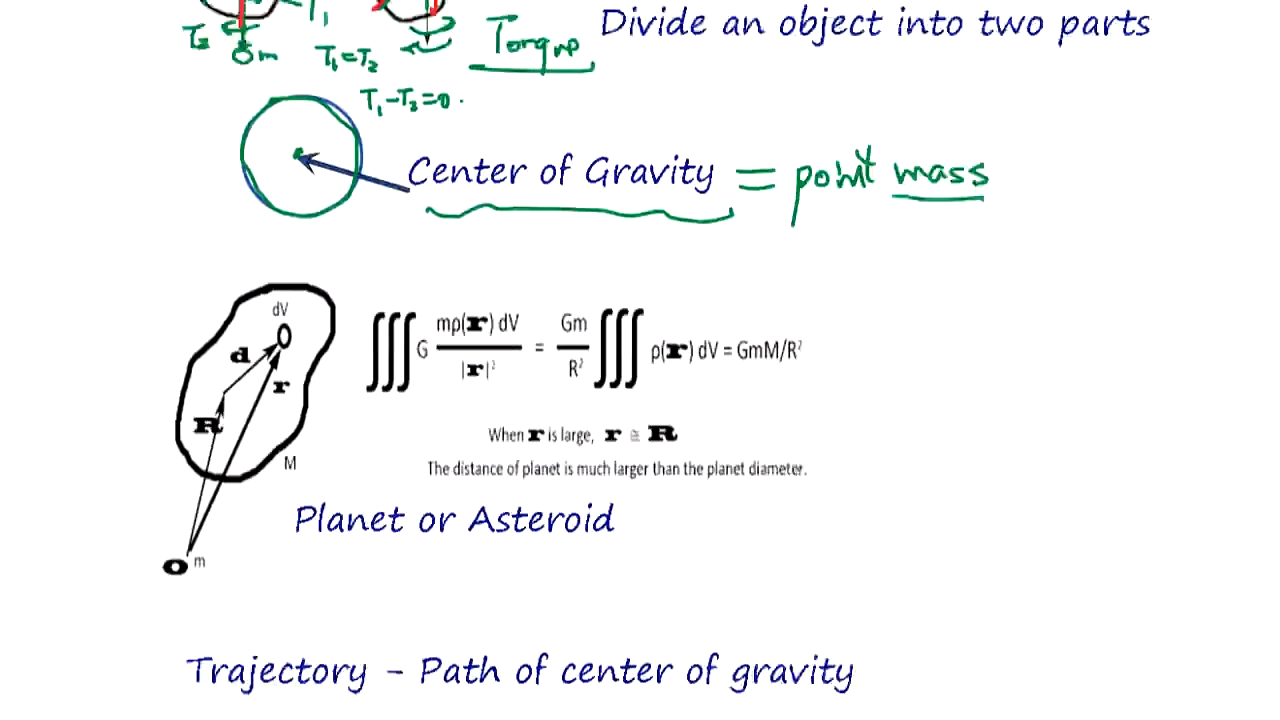 T₁
T₂
m
T₁=T₂
Torque
Divide an object into two parts
T₁-T₂=0.
Center of Gravity = point mass
dV
d
r
R
M
∭ G mρ(r) dV / |r|² = Gm / R² ∭ ρ(r) dV = GmM/R²
When r is large, r ≅ R
The distance of planet is much larger than the planet diameter.
Planet or Asteroid
O m
Trajectory - Path of center of gravity